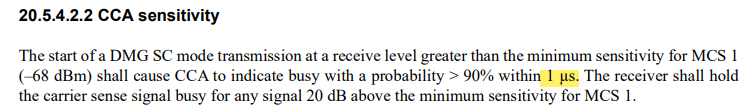 20.5.4.2.2 CCA sensitivity
The start of a DMG SC mode transmission at a receive level greater than the minimum sensitivity for MCS 1
(–68 dBm) shall cause CCA to indicate busy with a probability > 90% within 1 μs. The receiver shall hold
the carrier sense signal busy for any signal 20 dB above the minimum sensitivity for MCS 1.